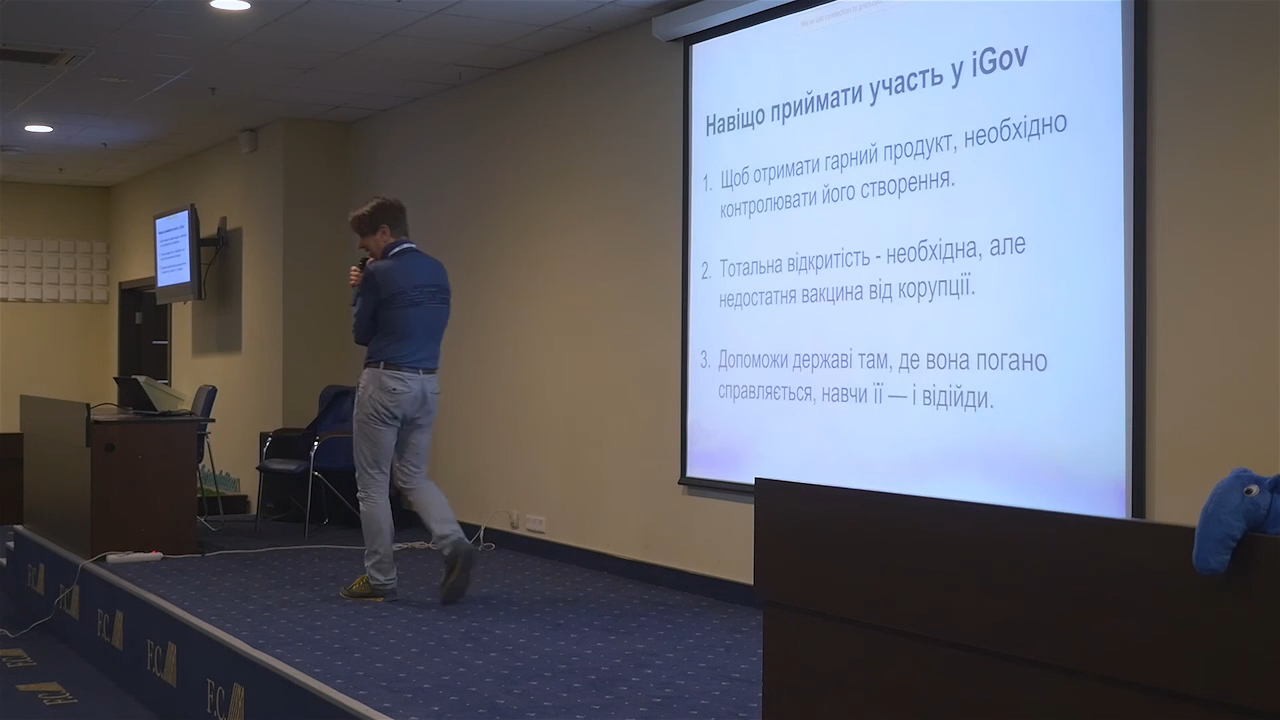 Навіщо приймати участь у iGov
1. Щоб отримати гарний продукт, необхідно
контролювати його створення.
2. Тотальна відкритість - необхідна, але
недостатня вакцина від корупції.
3. Допоможи державі там, де вона погано
справляється, навчи її — і відійди.
F.C.
F.C.
F.C.